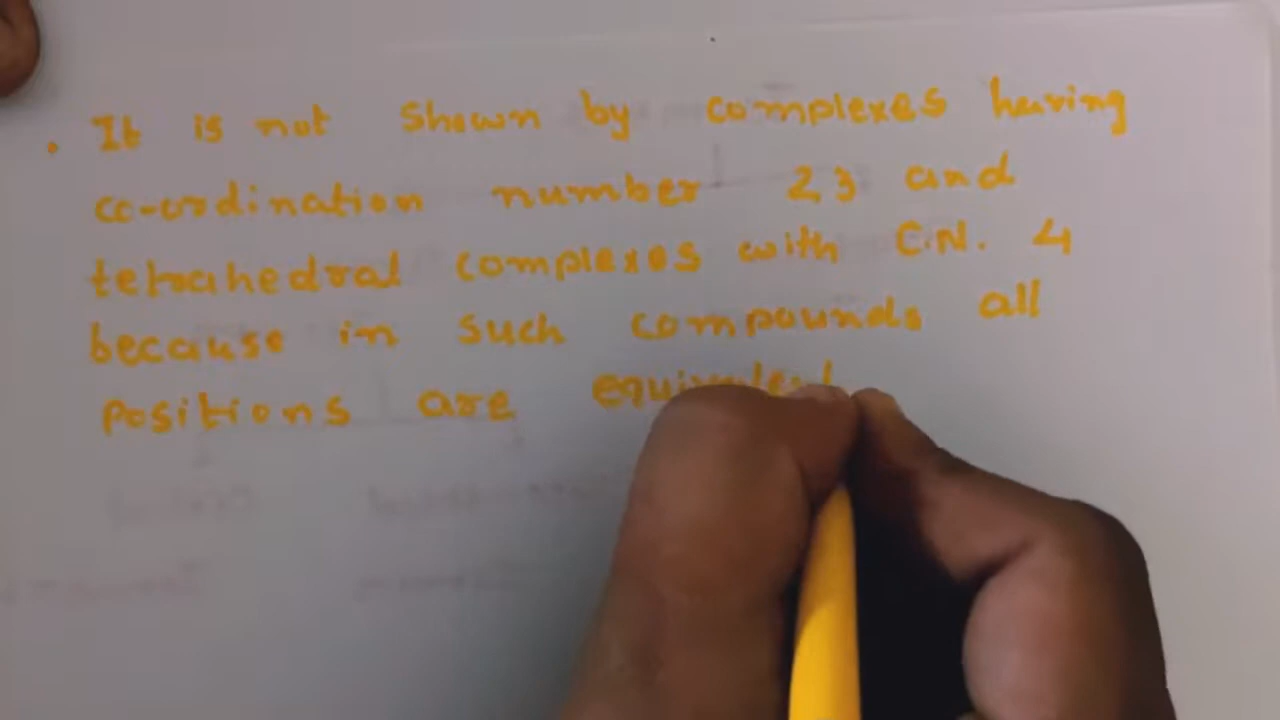 . It is not shown by complexes having
co-ordination number 2,3 and
tetrahedral complexes with C.N. 4
because in such compounds all
positions are